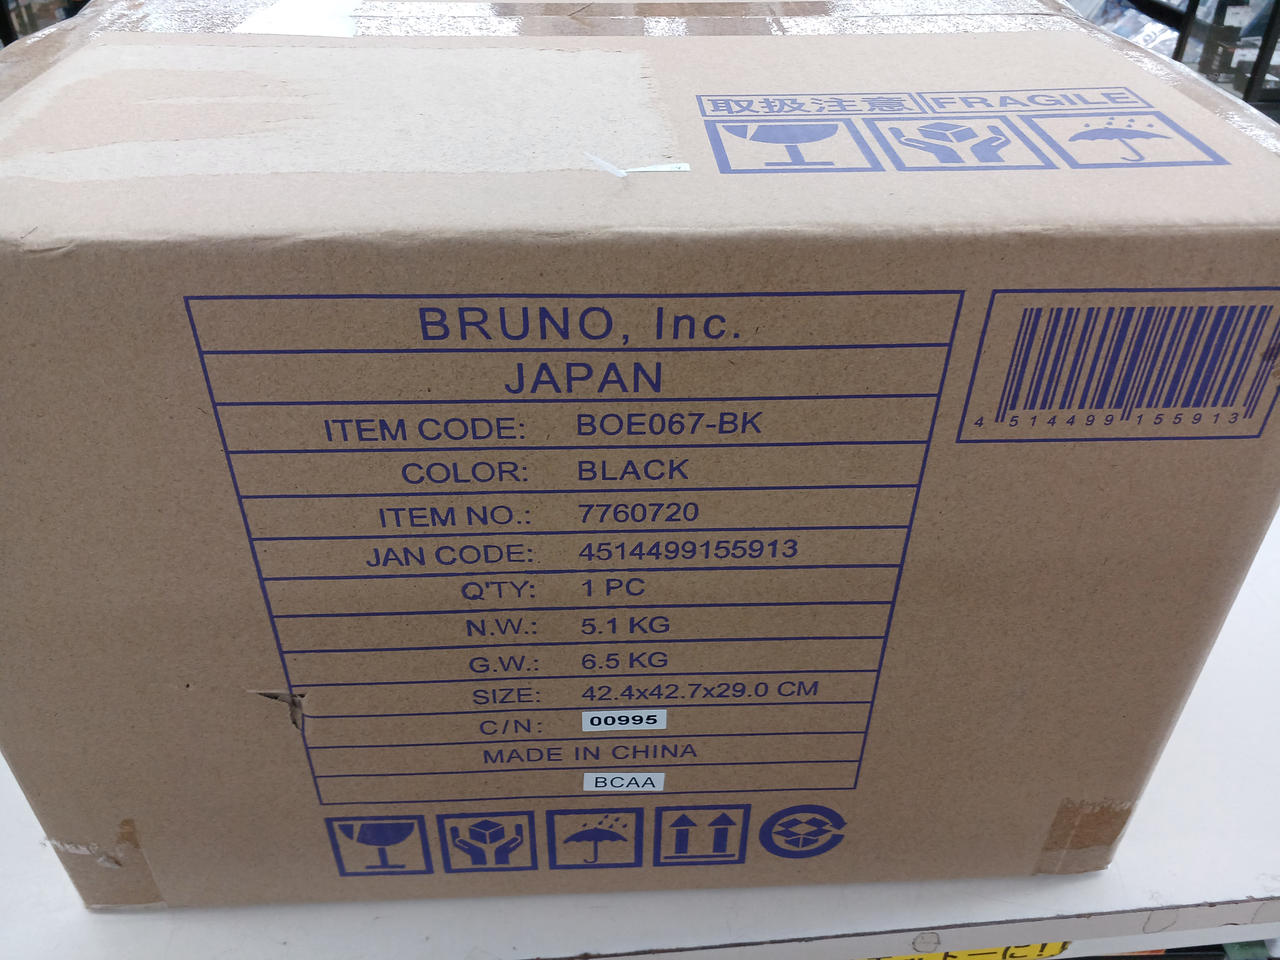 取扱注意 FRAGILE
BRUNO, Inc.
JAPAN
ITEM CODE: BOE067-BK
COLOR: BLACK
ITEM NO.: 7760720
JAN CODE: 4514499155913
Q'TY: 1 PC
N.W.: 5.1 KG
G.W.: 6.5 KG
SIZE: 42.4x42.7x29.0 CM
C/N: 00995
MADE IN CHINA
BCAA
4 514499 155913